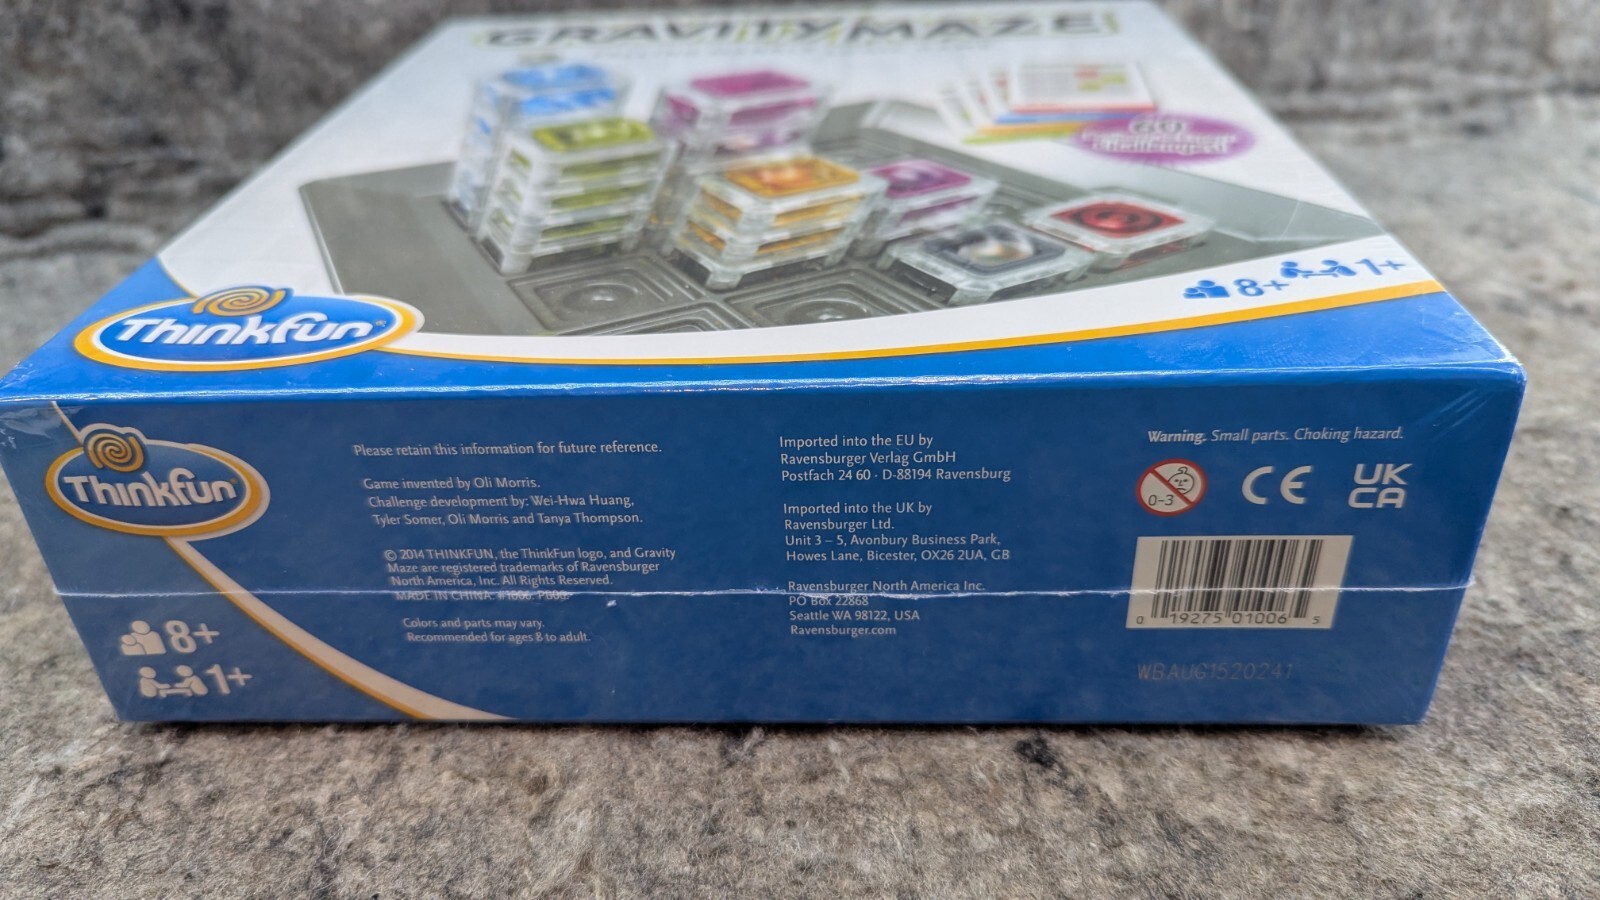 GRAVITY MAZE
60
Challenges!
8+ 1+
ThinkFun
ThinkFun
8+
1+
Please retain this information for future reference.
Game invented by Oli Morris.
Challenge development by: Wei-Hwa Huang,
Tyler Somer, Oli Morris and Tanya Thompson.
© 2014 THINKFUN, the ThinkFun logo, and Gravity
Maze are registered trademarks of Ravensburger
North America, Inc. All Rights Reserved.
MADE IN CHINA. #1006.
Colors and parts may vary.
Recommended for ages 8 to adult.
Imported into the EU by
Ravensburger Verlag GmbH
Postfach 24 60 · D-88194 Ravensburg
Imported into the UK by
Ravensburger Ltd.
Unit 3 – 5, Avonbury Business Park,
Howes Lane, Bicester, OX26 2UA, GB
Ravensburger North America Inc.
PO Box 22868
Seattle WA 98122, USA
Ravensburger.com
Warning. Small parts. Choking hazard.
0-3
CE
UK
CA
0 19275 01006 5
WBAUG1520241